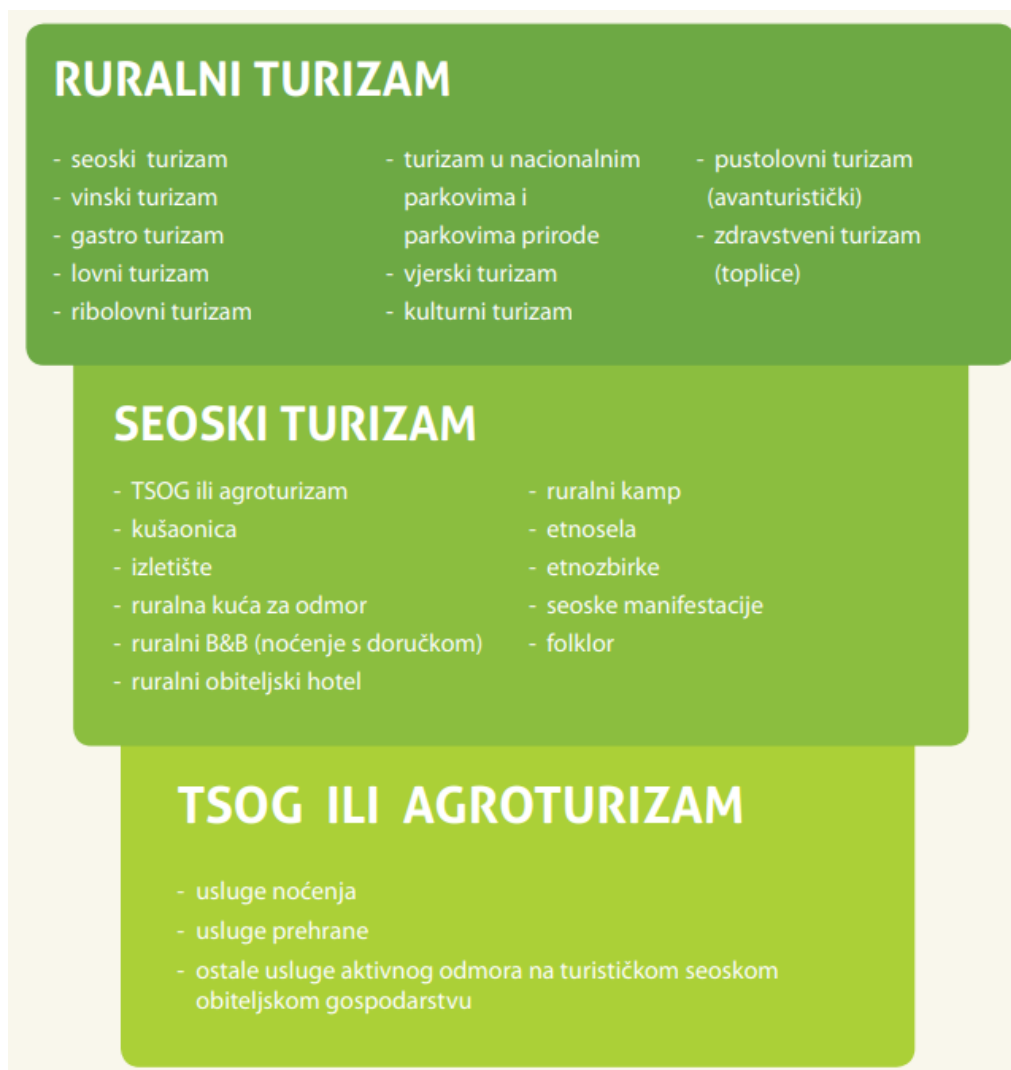 RURALNI TURIZAM
- seoski turizam
- vinski turizam
- gastro turizam
- lovni turizam
- ribolovni turizam
- turizam u nacionalnim
parkovima i
parkovima prirode
- vjerski turizam
- kulturni turizam
- pustolovni turizam
(avanturistički)
- zdravstveni turizam
(toplice)
SEOSKI TURIZAM
- TSOG ili agroturizam
- kušaonica
- izletište
- ruralna kuća za odmor
- ruralni B&B (noćenje s doručkom)
- ruralni obiteljski hotel
- ruralni kamp
- etnosela
- etnozbirke
- seoske manifestacije
- folklor
TSOG ILI AGROTURIZAM
- usluge noćenja
- usluge prehrane
- ostale usluge aktivnog odmora na turističkom seoskom
obiteljskom gospodarstvu